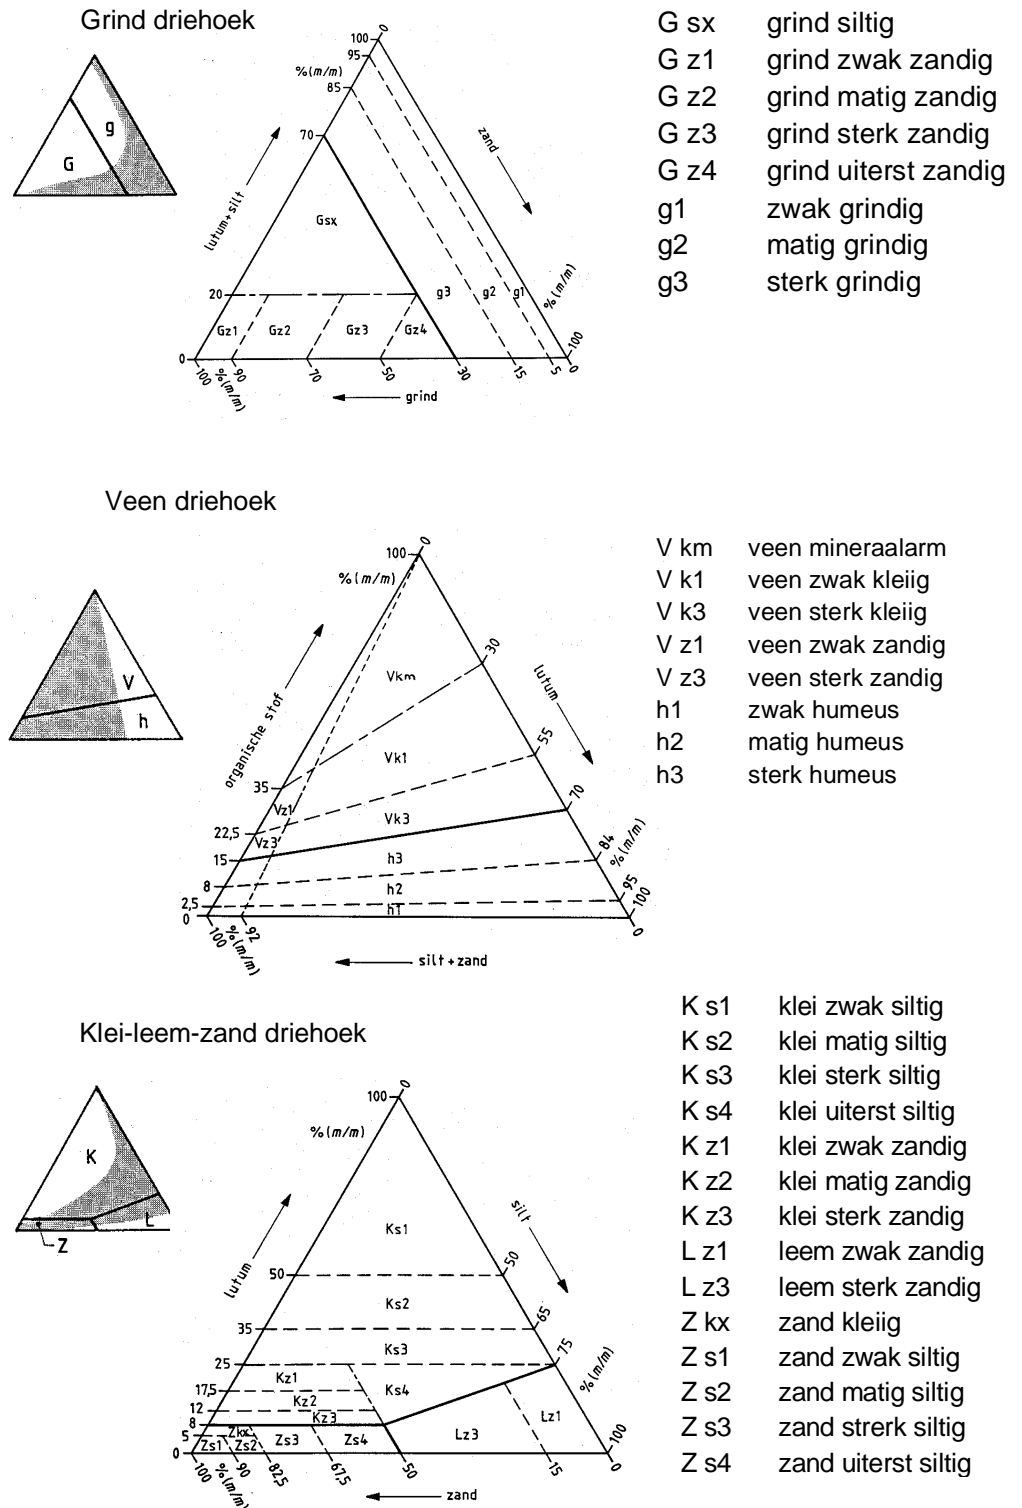 Grind driehoek
G
g
100
0
95
%(m/m)
85
70
zand
lutum+silt
Gsx
20
g3
g2
g1
%(m/m)
Gz1
Gz2
Gz3
Gz4
0
100
90
70
50
30
15
5
0
100
%(m/m)
grind
G sx grind siltig
G z1 grind zwak zandig
G z2 grind matig zandig
G z3 grind sterk zandig
G z4 grind uiterst zandig
g1 zwak grindig
g2 matig grindig
g3 sterk grindig
Veen driehoek
V
h
100
0
%(m/m)
30
organische stof
lutum
Vkm
55
35
Vk1
Vz1
70
22,5
Vk3
Vz3
15
84
%(m/m)
h3
8
h2
95
2,5
h1
100
0
0
100
92
%(m/m)
silt+zand
V km veen mineraalarm
V k1 veen zwak kleiig
V k3 veen sterk kleiig
V z1 veen zwak zandig
V z3 veen sterk zandig
h1 zwak humeus
h2 matig humeus
h3 sterk humeus
Klei-leem-zand driehoek
K
L
Z
100
0
%(m/m)
lutum
silt
Ks1
50
50
Ks2
65
35
Ks3
75
25
Kz1
%(m/m)
17,5
Ks4
Kz2
12
Kz3
Lz1
8
Zkx
Lz3
5
Zs1
Zs2
Zs3
Zs4
100
0
100
90
82,5
67,5
50
15
0
%(m/m)
zand
K s1 klei zwak siltig
K s2 klei matig siltig
K s3 klei sterk siltig
K s4 klei uiterst siltig
K z1 klei zwak zandig
K z2 klei matig zandig
K z3 klei sterk zandig
L z1 leem zwak zandig
L z3 leem sterk zandig
Z kx zand kleiig
Z s1 zand zwak siltig
Z s2 zand matig siltig
Z s3 zand strerk siltig
Z s4 zand uiterst siltig